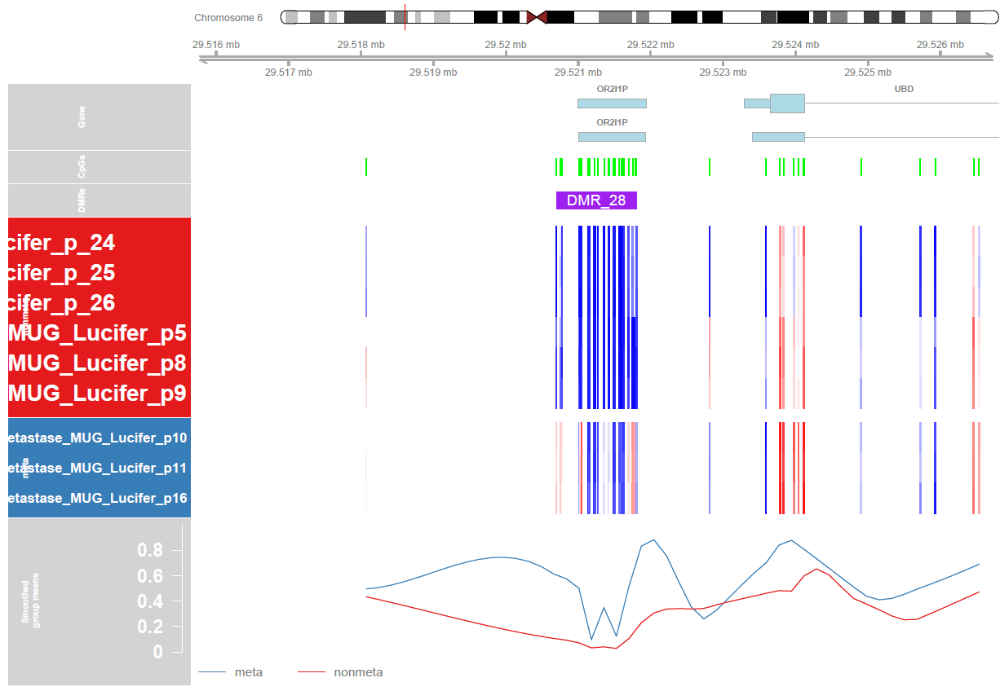 Chromosome 6
29.516 mb 29.518 mb 29.52 mb 29.522 mb 29.524 mb 29.526 mb
29.517 mb 29.519 mb 29.521 mb 29.523 mb 29.525 mb
Gene
OR2I1P UBD
OR2I1P
CpGs
DMRs
DMR_28
cifer_p_24
cifer_p_25
cifer_p_26
nonmeta
MUG_Lucifer_p5
MUG_Lucifer_p8
MUG_Lucifer_p9
etastase_MUG_Lucifer_p10
etastase_MUG_Lucifer_p11
meta
etastase_MUG_Lucifer_p16
Smoothed
group means
0.8
0.6
0.4
0.2
0
meta nonmeta